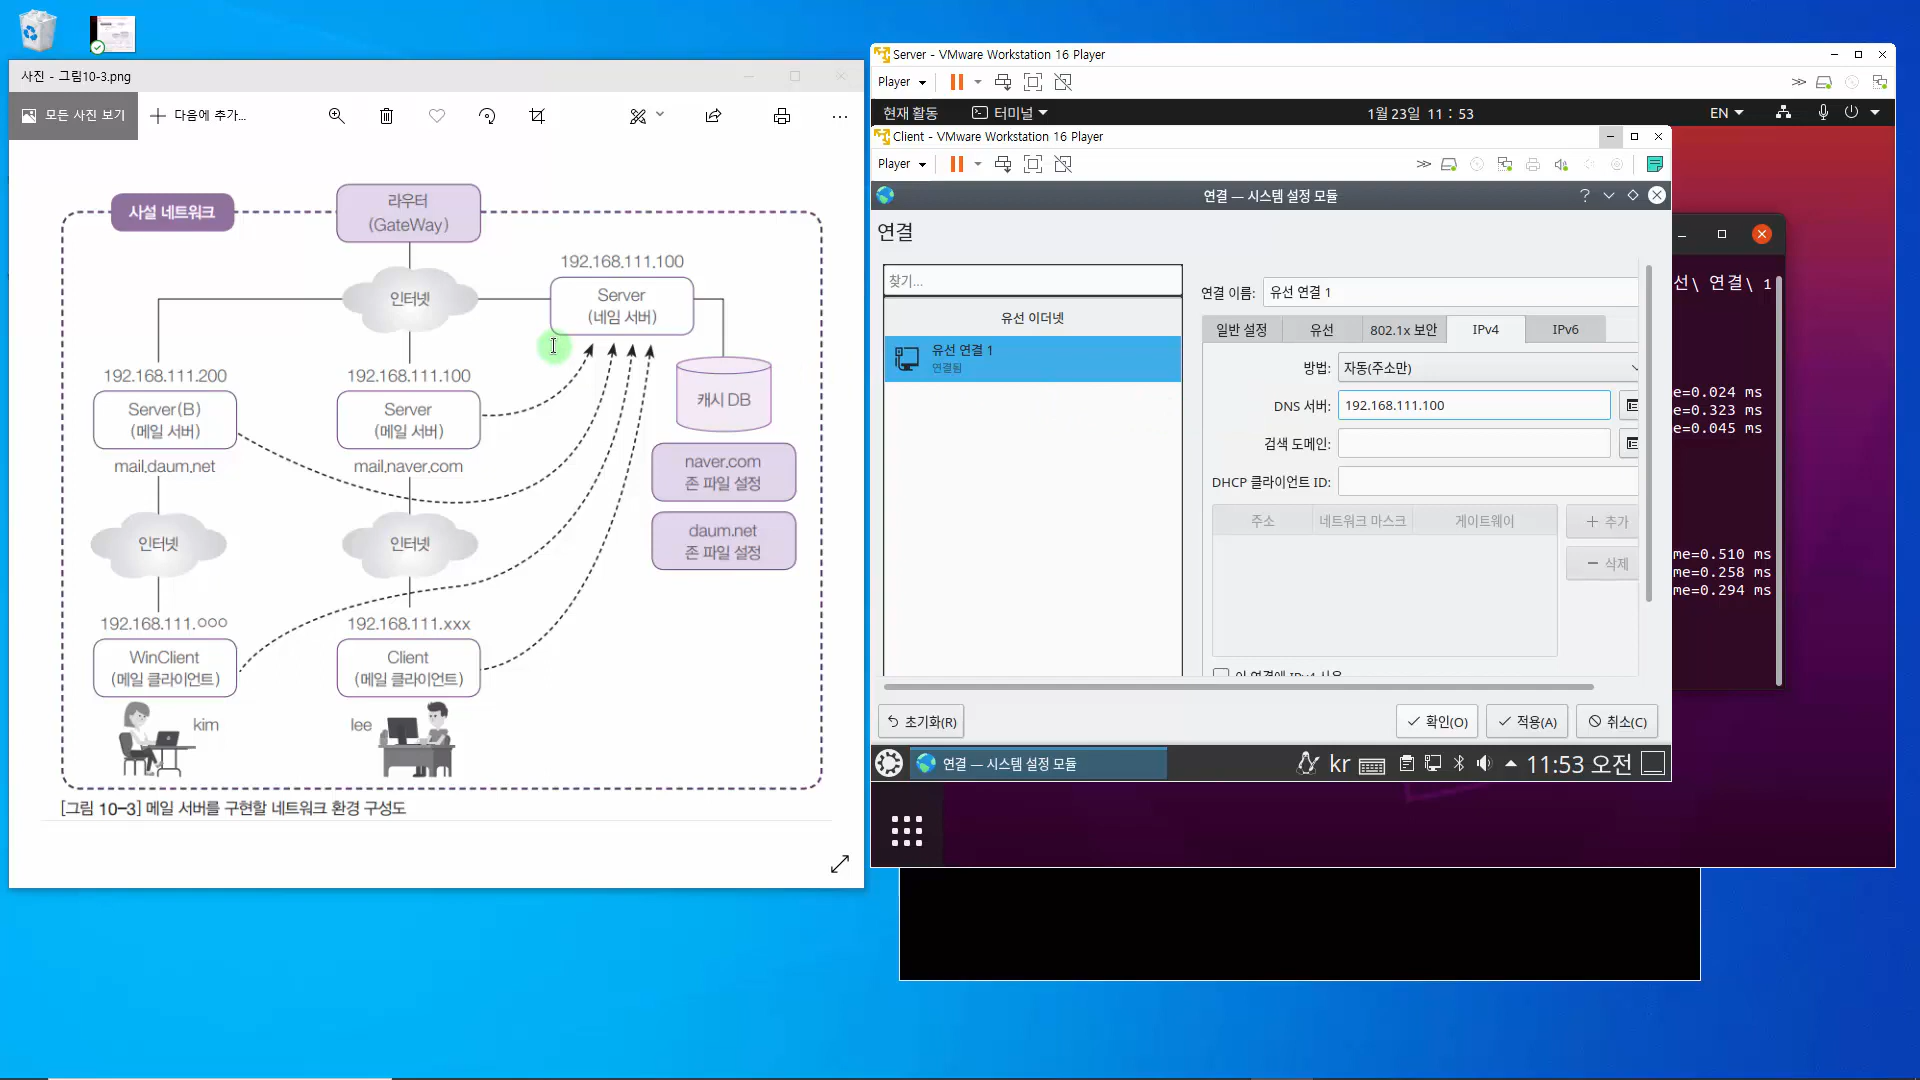 사진 - 그림10-3.png
모든 사진 보기
다음에 추가...
사설 네트워크
라우터
(GateWay)
192.168.111.100
인터넷
Server
(네임 서버)
192.168.111.200
192.168.111.100
Server(B)
(메일 서버)
Server
(메일 서버)
캐시 DB
mail.daum.net
mail.naver.com
naver.com
존 파일 설정
daum.net
존 파일 설정
인터넷
인터넷
192.168.111.○○○
192.168.111.xxx
WinClient
(메일 클라이언트)
Client
(메일 클라이언트)
kim
lee
[그림 10-3] 메일 서버를 구현할 네트워크 환경 구성도
Server - VMware Workstation 16 Player
Player
현재 활동
터미널
1월 23일 11 : 53
EN
Client - VMware Workstation 16 Player
Player
연결 — 시스템 설정 모듈
연결
찾기...
유선 이더넷
유선 연결 1
연결됨
연결 이름: 유선 연결 1
일반 설정 유선 802.1x 보안 IPv4 IPv6
방법: 자동(주소만)
DNS 서버: 192.168.111.100
검색 도메인:
DHCP 클라이언트 ID:
주소 네트워크 마스크 게이트웨이
추가
삭제
이 연결에 IPv4 사용
초기화(R)
확인(O) 적용(A) 취소(C)
연결 — 시스템 설정 모듈
kr
11:53 오전
선\ 연결\ 1
e=0.024 ms
e=0.323 ms
e=0.045 ms
me=0.510 ms
me=0.258 ms
me=0.294 ms